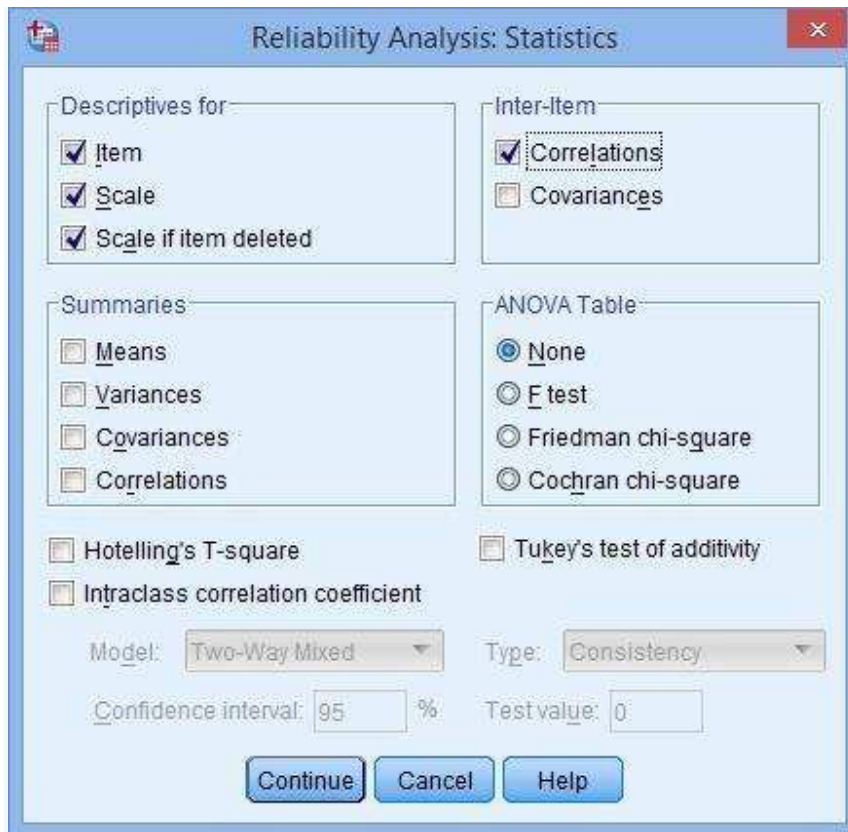 Reliability Analysis: Statistics
Descriptives for
Item
Scale
Scale if item deleted
Inter-Item
Correlations
Covariances
Summaries
Means
Variances
Covariances
Correlations
ANOVA Table
None
F test
Friedman chi-square
Cochran chi-square
Hotelling's T-square
Tukey's test of additivity
Intraclass correlation coefficient
Model: Two-Way Mixed Type: Consistency
Confidence interval: 95 % Test value: 0
Continue Cancel Help